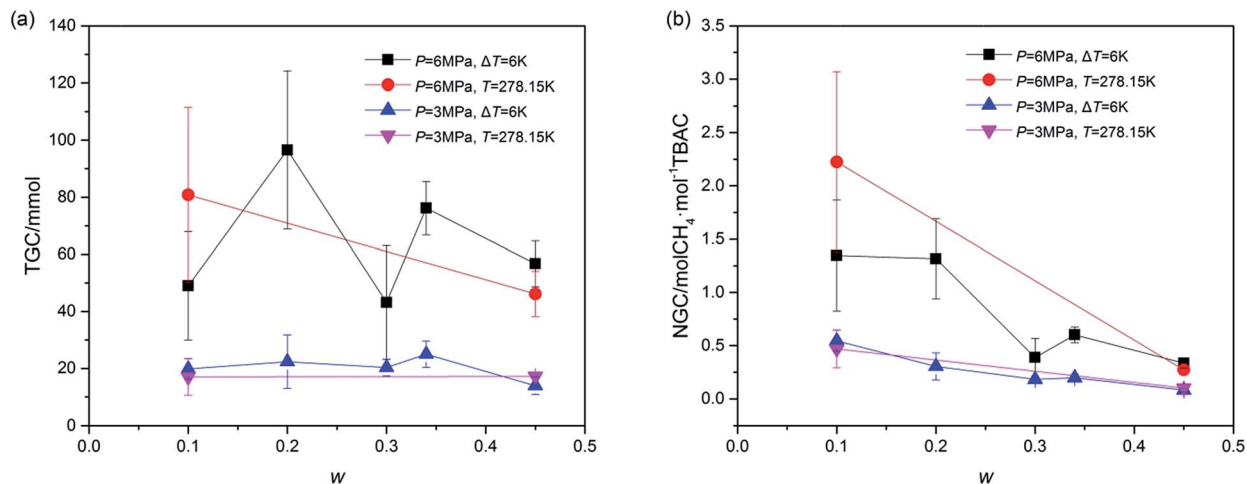 (a)
TGC/mmol
140
120
100
80
60
40
20
0
0.0 0.1 0.2 0.3 0.4 0.5
w
P=6MPa, ΔT=6K
P=6MPa, T=278.15K
P=3MPa, ΔT=6K
P=3MPa, T=278.15K
(b)
NGC/molCH₄·mol⁻¹TBAC
3.5
3.0
2.5
2.0
1.5
1.0
0.5
0.0
0.0 0.1 0.2 0.3 0.4 0.5
w
P=6MPa, ΔT=6K
P=6MPa, T=278.15K
P=3MPa, ΔT=6K
P=3MPa, T=278.15K